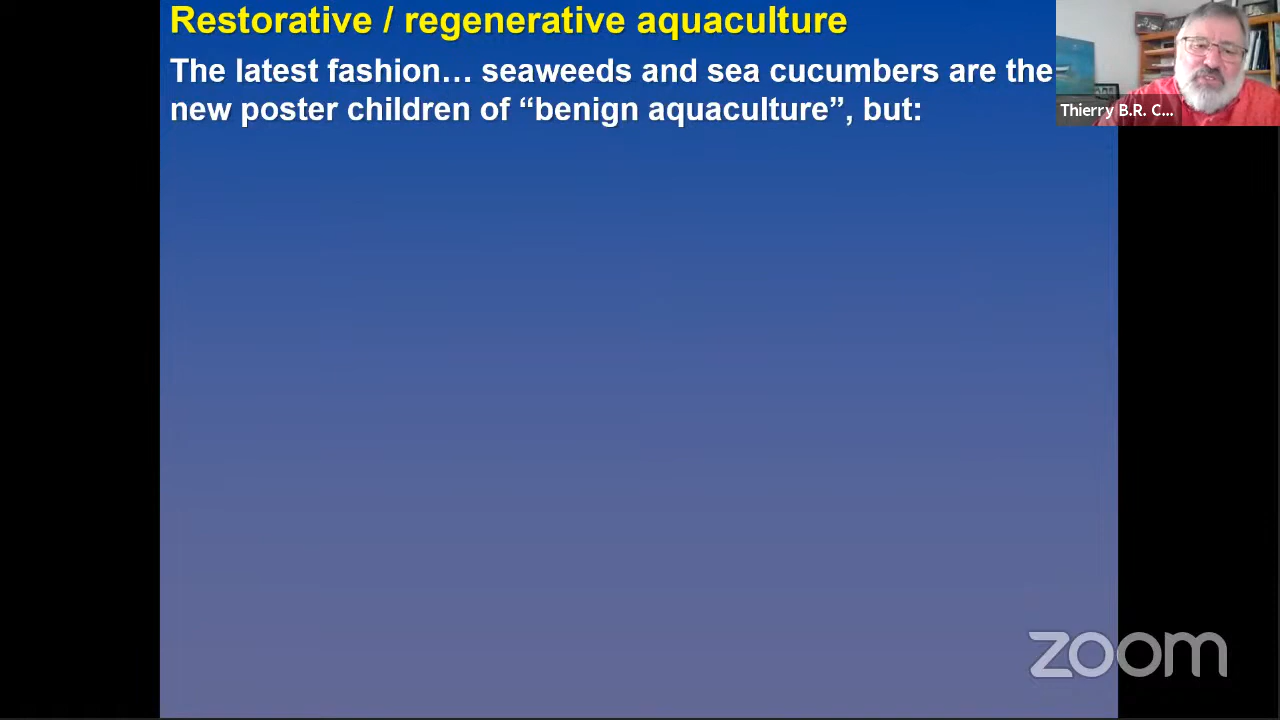 Restorative / regenerative aquaculture
The latest fashion… seaweeds and sea cucumbers are the
new poster children of “benign aquaculture”, but:
Thierry B.R. C...
zoom